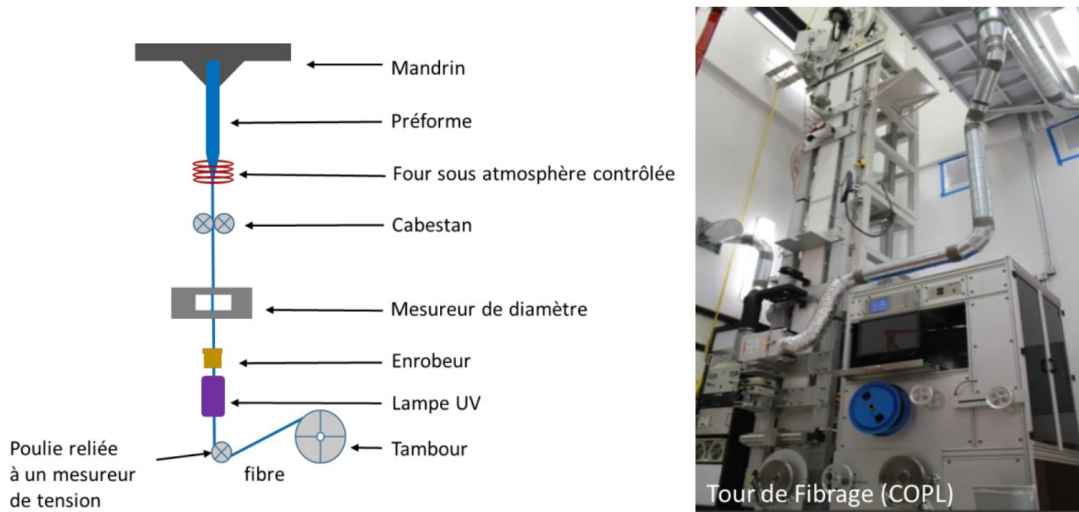 Mandrin
Préforme
Four sous atmosphère contrôlée
Cabestan
Mesureur de diamètre
Enrobeur
Lampe UV
Tambour
Poulie reliée
à un mesureur
de tension
fibre
Tour de Fibrage (COPL)